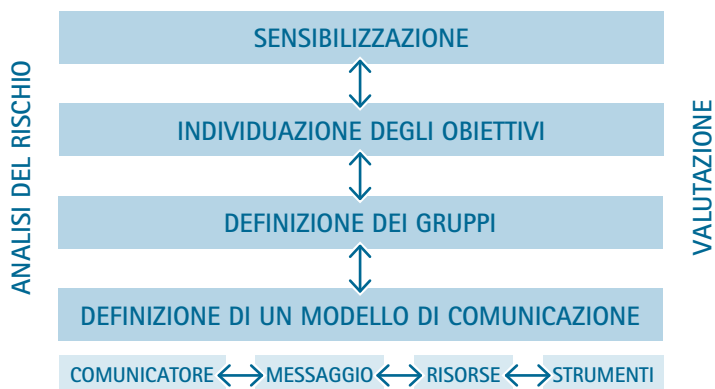 ANALISI DEL RISCHIO
SENSIBILIZZAZIONE
INDIVIDUAZIONE DEGLI OBIETTIVI
DEFINIZIONE DEI GRUPPI
DEFINIZIONE DI UN MODELLO DI COMUNICAZIONE
COMUNICATORE MESSAGGIO RISORSE STRUMENTI
VALUTAZIONE